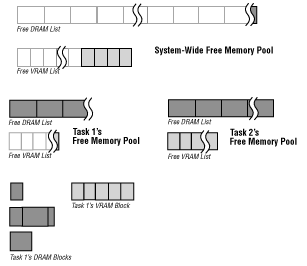 Free DRAM List
System-Wide Free Memory Pool
Free VRAM List
Free DRAM List
Task 1's
Free Memory Pool
Free VRAM List
Free DRAM List
Task 2's
Free Memory Pool
Free VRAM List
Task 1's VRAM Block
Task 1's DRAM Blocks